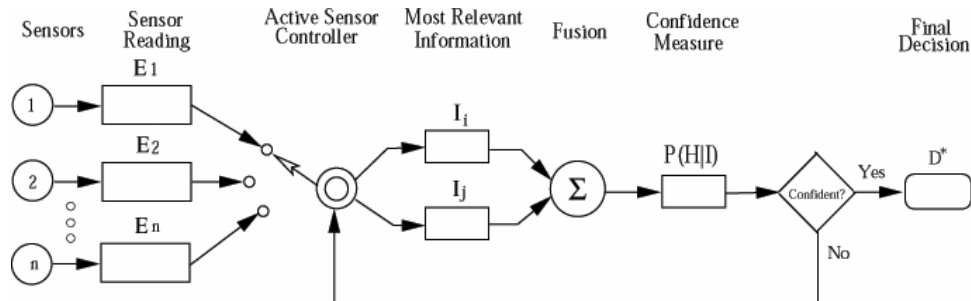 Sensors
Sensor
Reading
Active Sensor
Controller
Most Relevant
Information
Fusion
Confidence
Measure
Final
Decision
E1
1
E2
2
En
n
Ii
Ij
Σ
P(H|I)
Confident?
Yes
No
D*